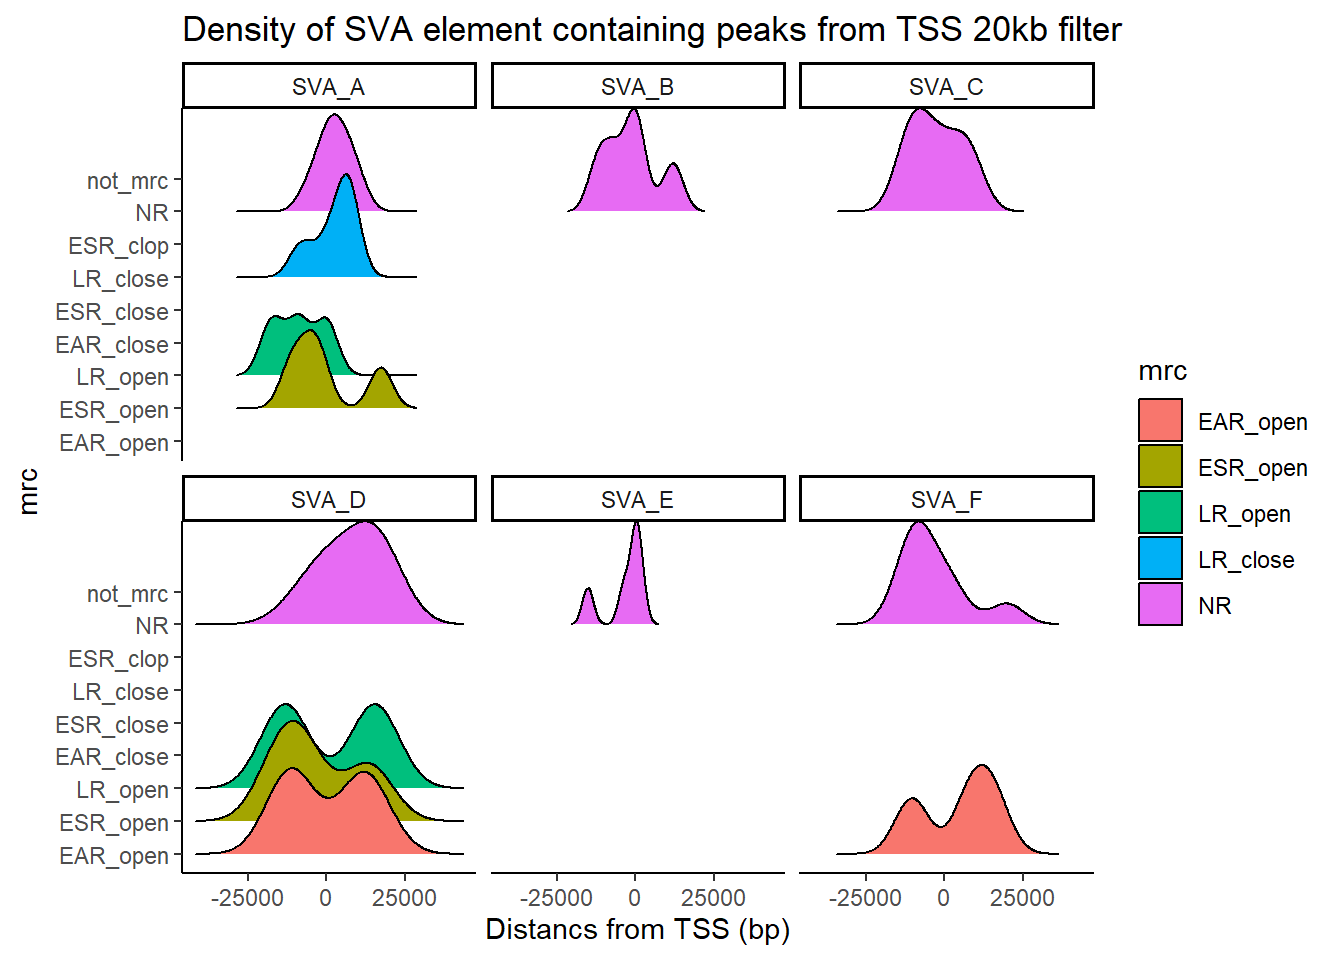 Density of SVA element containing peaks from TSS 20kb filter
SVA_A
SVA_B
SVA_C
not_mrc
NR
ESR_clop
LR_close
ESR_close
EAR_close
LR_open
ESR_open
EAR_open
mrc
SVA_D
SVA_E
SVA_F
not_mrc
NR
ESR_clop
LR_close
ESR_close
EAR_close
LR_open
ESR_open
EAR_open
-25000 0 25000
-25000 0 25000
-25000 0 25000
Distancs from TSS (bp)
mrc
EAR_open
ESR_open
LR_open
LR_close
NR